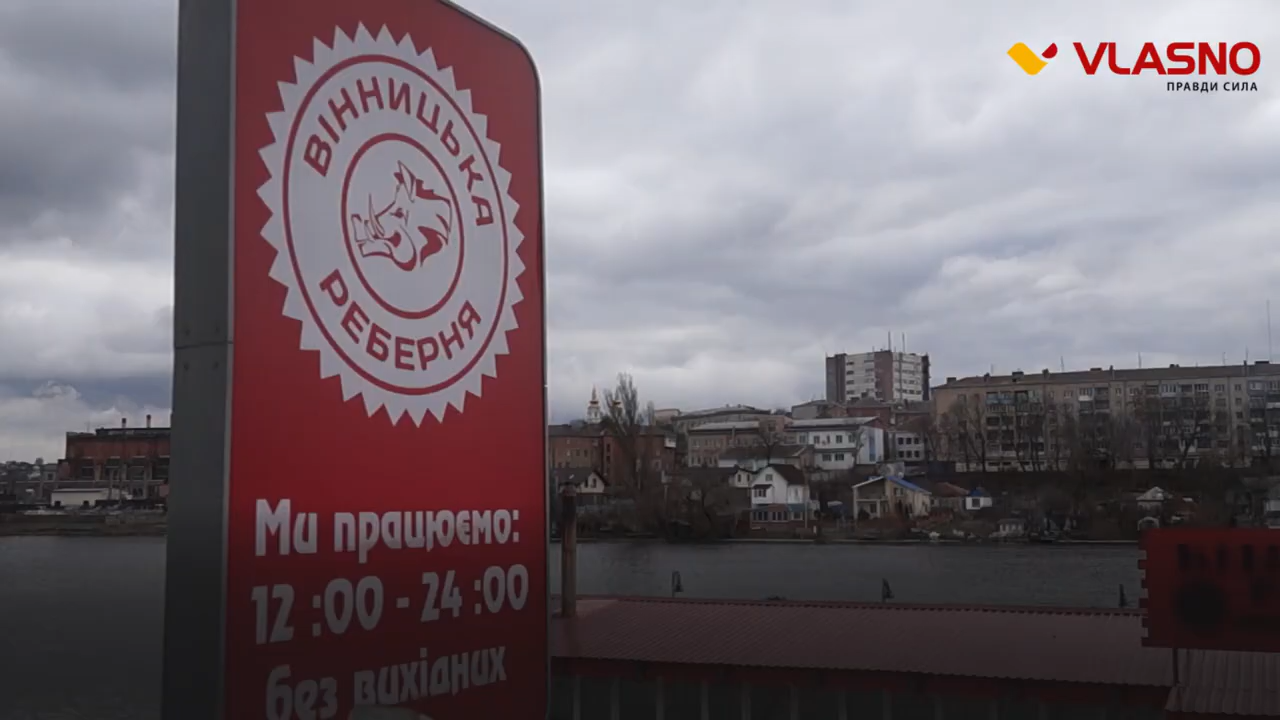 ВІННИЦЬКА
РЕБЕРНЯ
Ми працюємо:
12 :00 - 24 :00
без вихідних
VLASNO
ПРАВДИ СИЛА